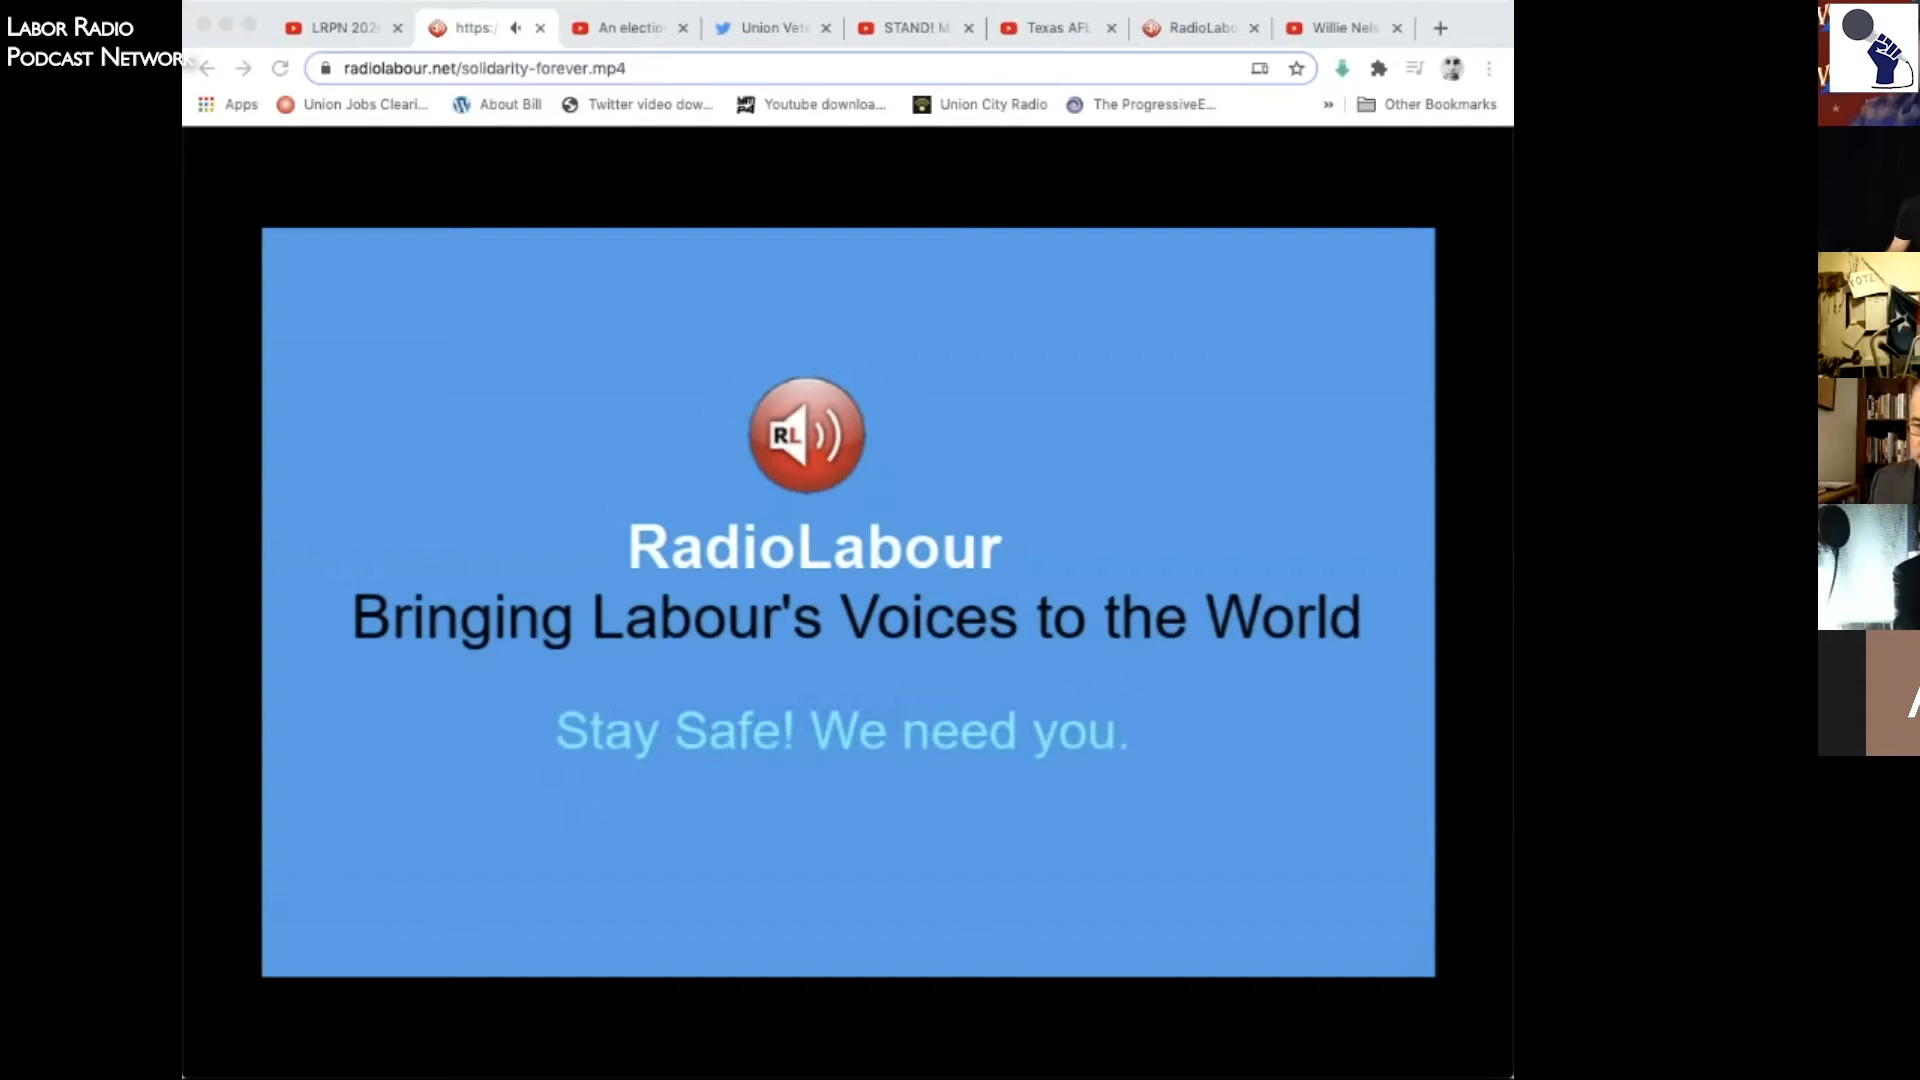 LABOR RADIO
PODCAST NETWORK
LRPN 202
https:/
An electio
Union Vet
STAND! M
Texas AFL
RadioLabo
Willie Nels
radiolabour.net/solidarity-forever.mp4
Apps
Union Jobs Cleari...
About Bill
Twitter video dow...
Youtube downloa...
Union City Radio
The ProgressiveE...
»
Other Bookmarks
RL
RadioLabour
Bringing Labour's Voices to the World
Stay Safe! We need you.
VOTE